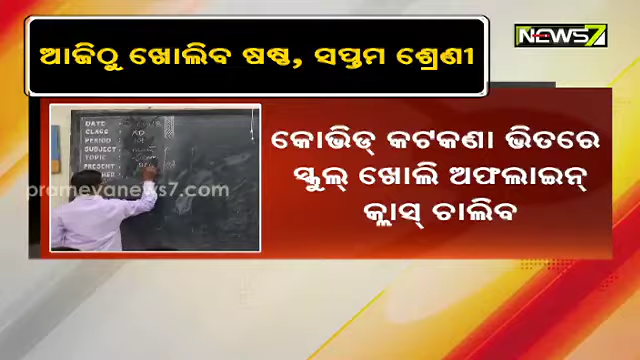 ଆଜିଠୁ ଖୋଲିବ ଷଷ୍ଠ, ସପ୍ତମ ଶ୍ରେଣୀ
NEWS7
DATE
CLASS
PERIOD
SUBJECT
TOPIC
PRESENT
prameyanews7.com
କୋଭିଡ୍ କଟକଣା ଭିତରେ
ସ୍କୁଲ୍ ଖୋଲି ଅଫଲାଇନ୍
କ୍ଲାସ୍ ଚାଲିବ